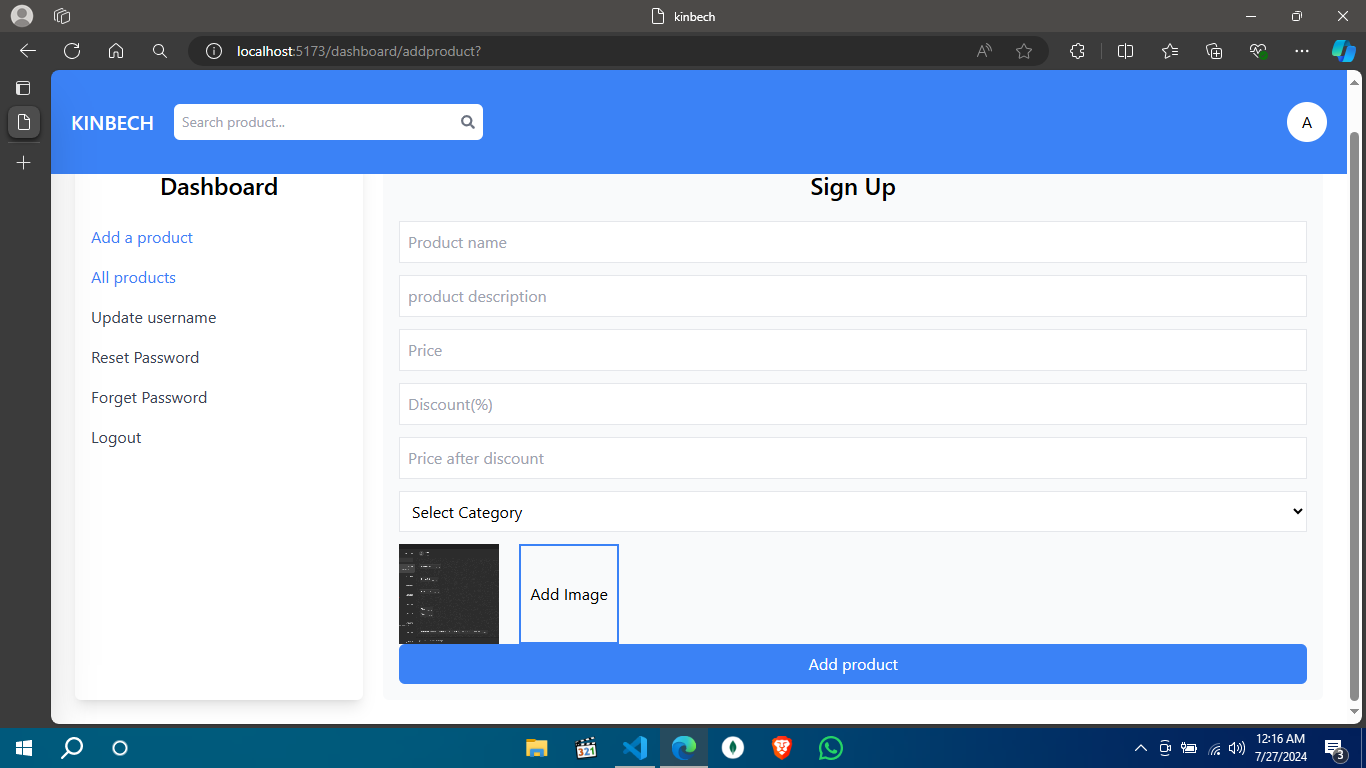 kinbech
localhost:5173/dashboard/addproduct?
KINBECH
Search product...
A
Dashboard
Add a product
All products
Update username
Reset Password
Forget Password
Logout
Sign Up
Product name
product description
Price
Discount(%)
Price after discount
Select Category
Add Image
Add product
321
12:16 AM
7/27/2024
3